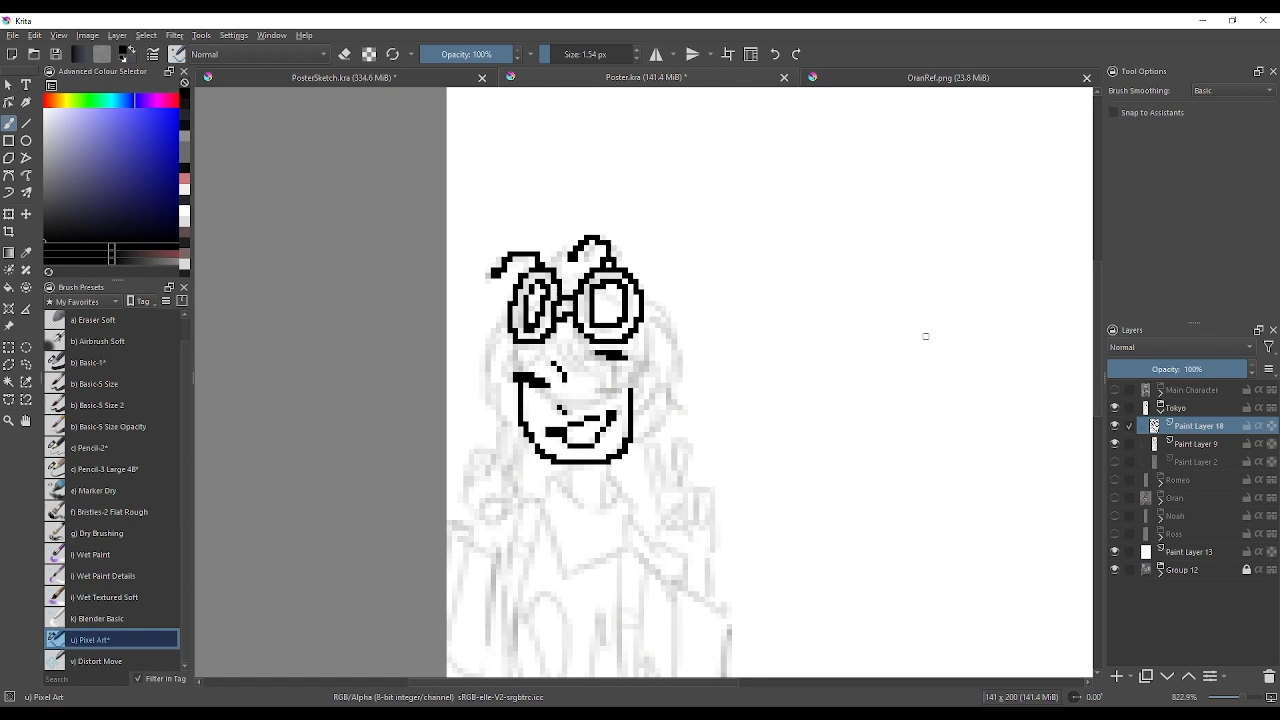 Krita
File Edit View Image Layer Select Filter Tools Settings Window Help
Normal Opacity: 100% Size: 1.54 px
Advanced Colour Selector
PosterSketch.kra (334.6 MiB) *
Poster.kra (141.4 MiB) *
OranRef.png (23.8 MiB)
Tool Options
Brush Smoothing: Basic
Snap to Assistants
Brush Presets
My Favorites Tag
a) Eraser Soft
b) Airbrush Soft
b) Basic-1*
b) Basic-5 Size
b) Basic-5 Size 2
b) Basic-5 Size Opacity
c) Pencil-2*
c) Pencil-3 Large 4B*
e) Marker Dry
f) Bristles-2 Flat Rough
g) Dry Brushing
i) Wet Paint
i) Wet Paint Details
i) Wet Textured Soft
k) Blender Basic
u) Pixel Art*
v) Distort Move
Search Filter in Tag
Layers
Normal
Opacity: 100%
Main Character
Tokyo
Paint Layer 18
Paint Layer 9
Paint Layer 2
Romeo
Oran
Noah
Ross
Paint Layer 13
Group 12
u) Pixel Art RGB/Alpha (8-bit integer/channel) sRGB-elle-V2-srgbtrc.icc 141 x 200 (141.4 MiB) 0.00° 822.9%